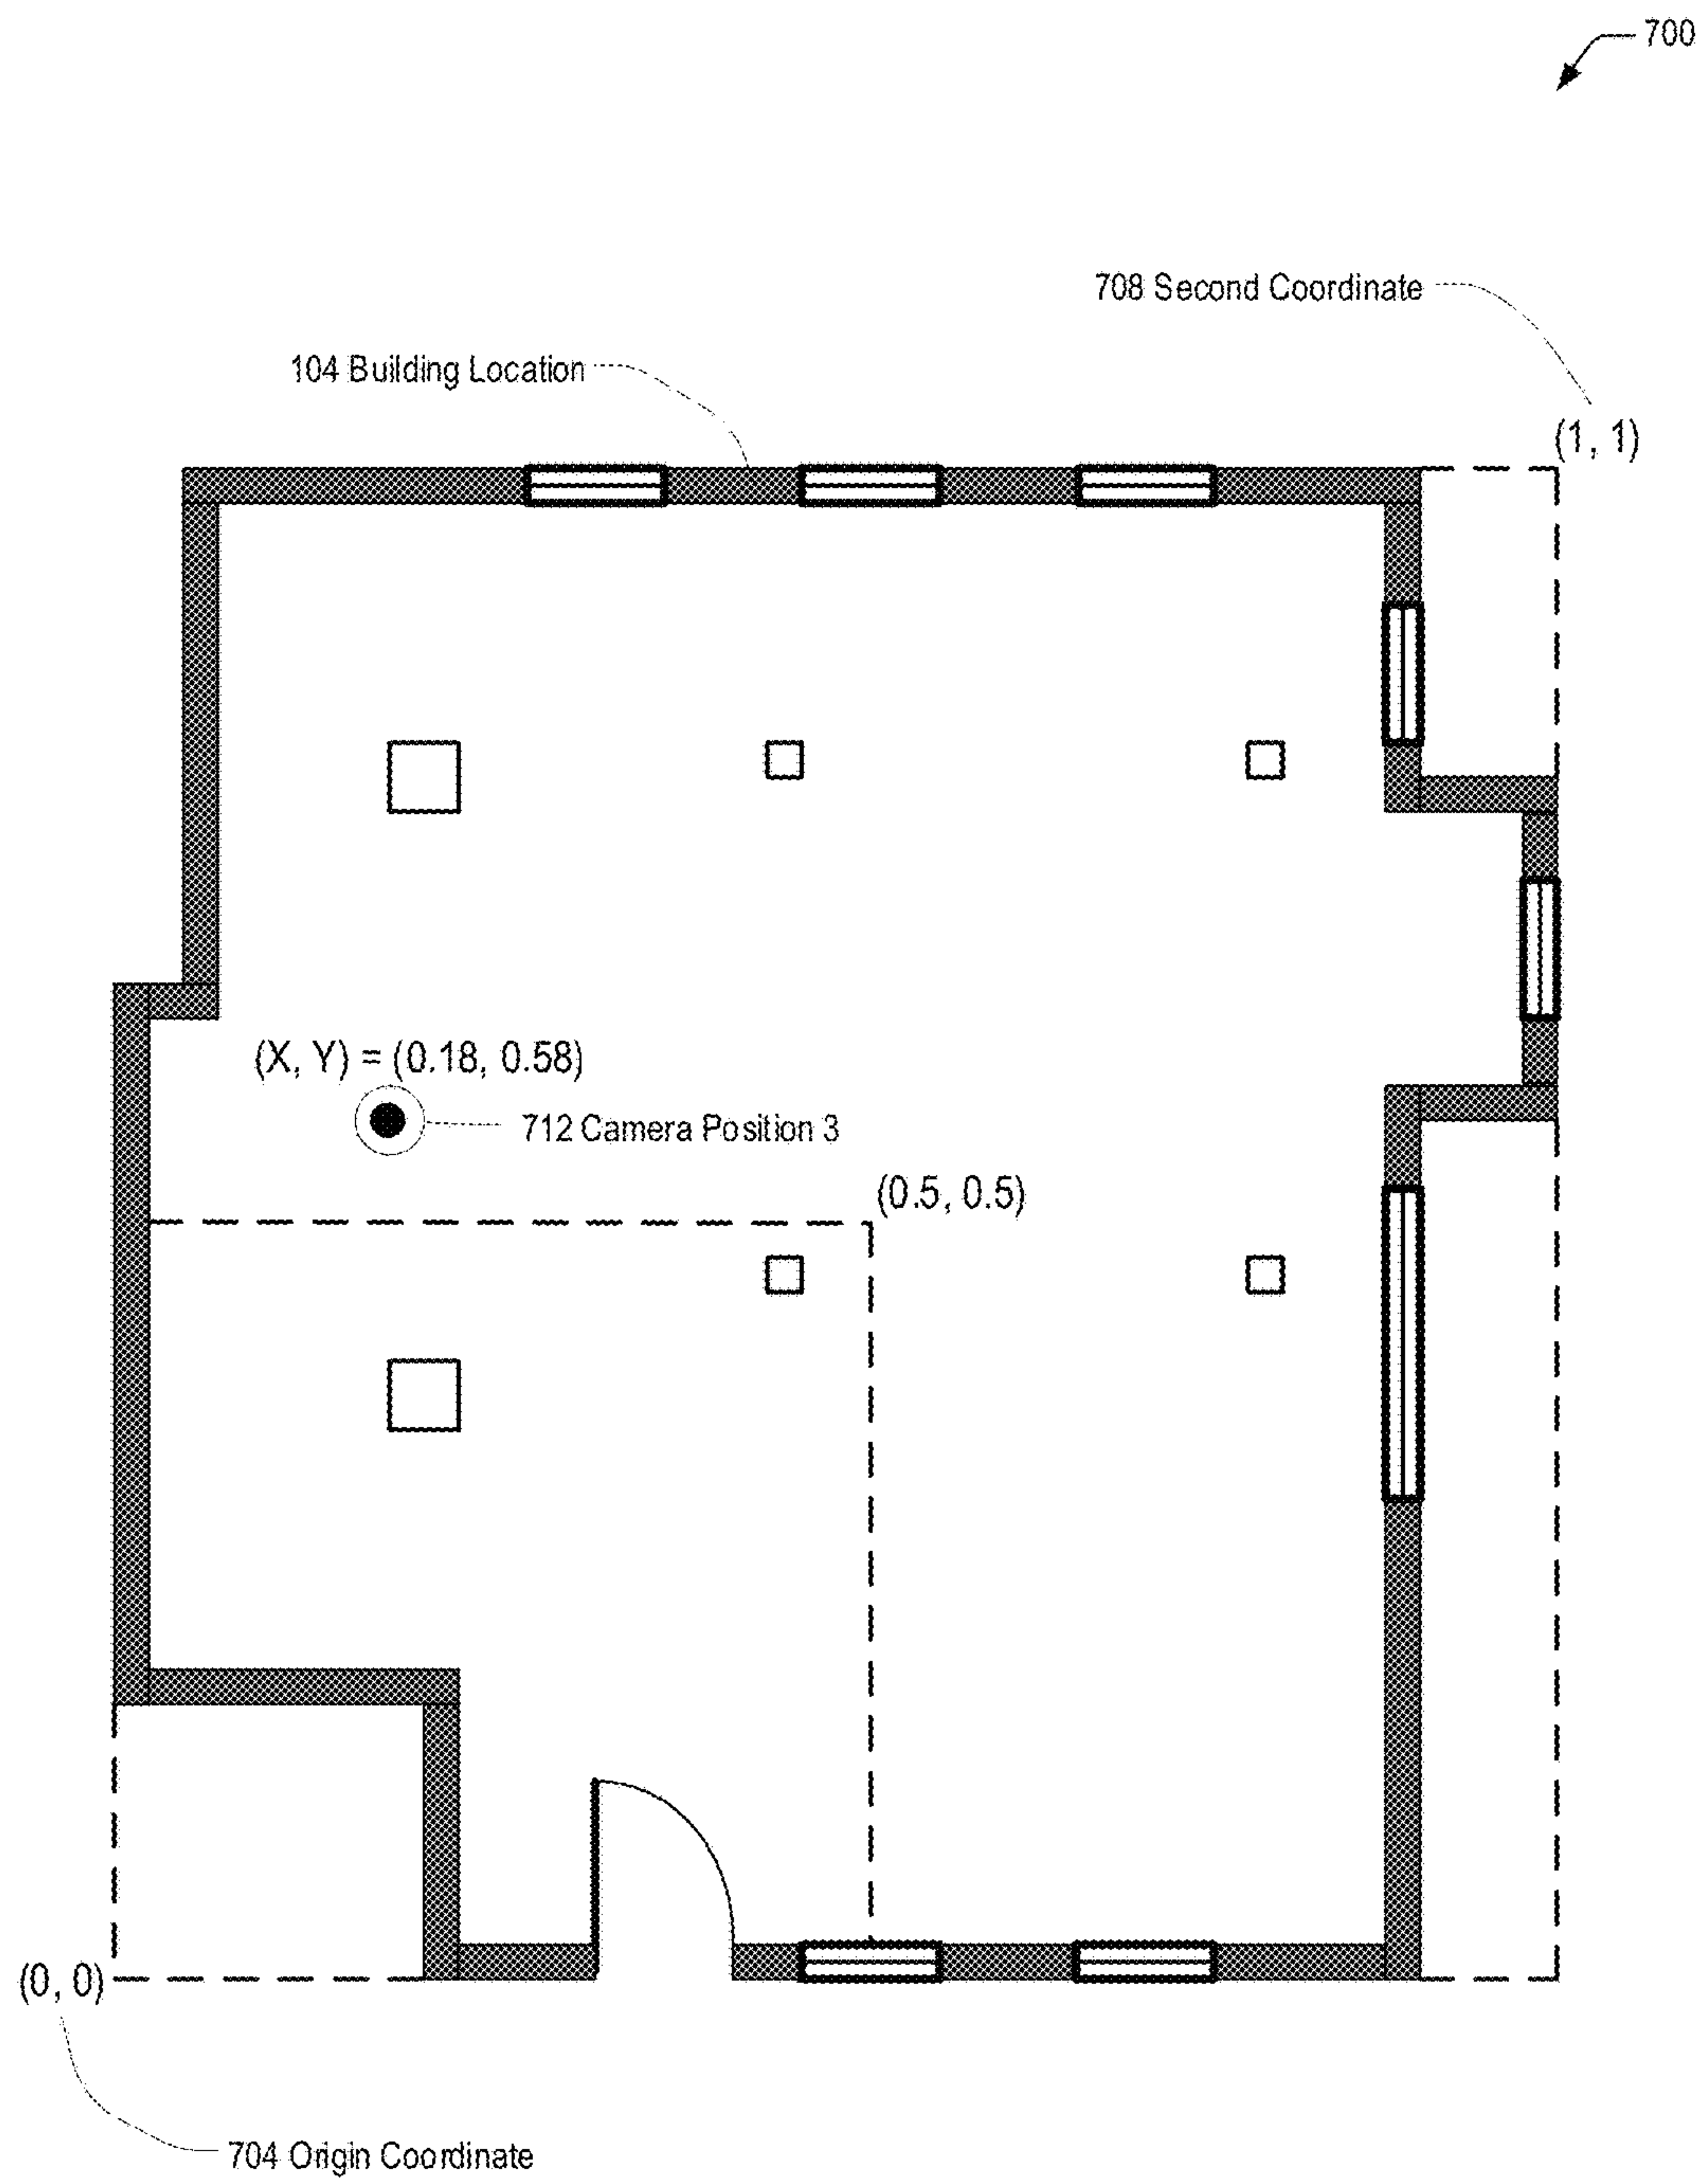 700
708 Second Coordinate
104 Building Location
(1, 1)
(X, Y) = (0.18, 0.58)
712 Camera Position 3
(0.5, 0.5)
(0, 0)
704 Origin Coordinate